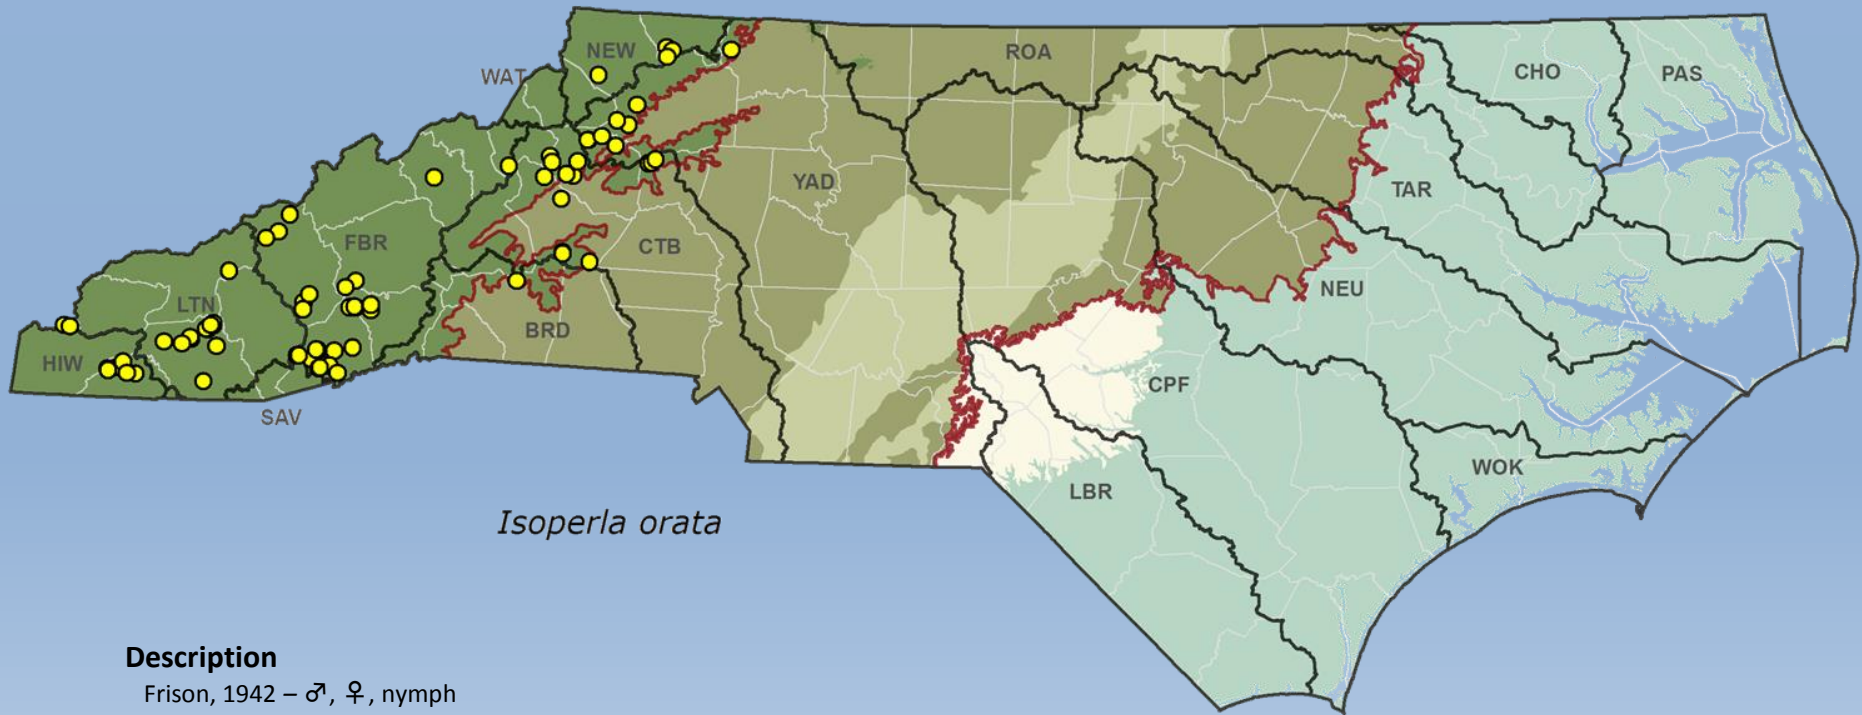 NEW
ROA
WAT
CHO
PAS
YAD
TAR
FBR
CTB
LTN
NEU
BRD
HIW
CPF
SAV
WOK
LBR
Isoperla orata
Description
Frison, 1942 – ♂, ♀, nymph